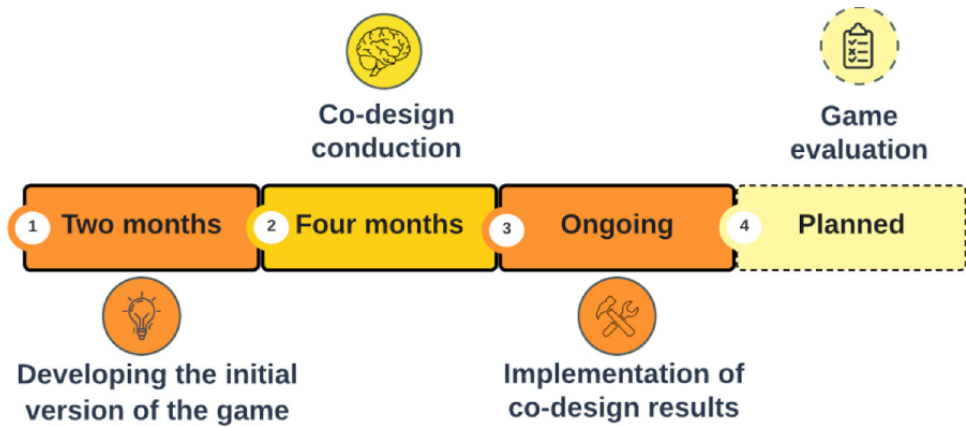 Co-design
conduction
Game
evaluation
1 Two months
2 Four months
3 Ongoing
4 Planned
Developing the initial
version of the game
Implementation of
co-design results